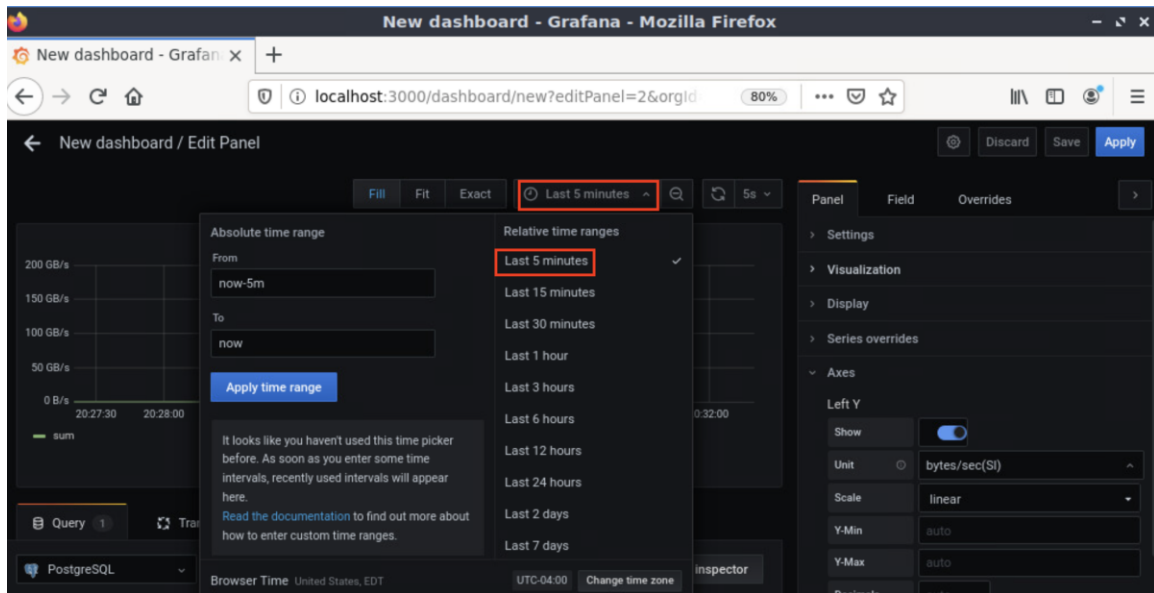 New dashboard - Grafana - Mozilla Firefox
New dashboard - Grafan
localhost:3000/dashboard/new?editPanel=2&orgId
80%
New dashboard / Edit Panel
Discard
Save
Apply
Fill
Fit
Exact
Last 5 minutes
5s
Panel
Field
Overrides
200 GB/s
150 GB/s
100 GB/s
50 GB/s
0 B/s
20:27:30
20:28:00
0:32:00
sum
Absolute time range
From
now-5m
To
now
Apply time range
It looks like you haven't used this time picker
before. As soon as you enter some time
intervals, recently used intervals will appear
here.
Read the documentation to find out more about
how to enter custom time ranges.
Relative time ranges
Last 5 minutes
Last 15 minutes
Last 30 minutes
Last 1 hour
Last 3 hours
Last 6 hours
Last 12 hours
Last 24 hours
Last 2 days
Last 7 days
Browser Time United States, EDT
UTC-04:00
Change time zone
Query 1
Tra
PostgreSQL
inspector
Settings
Visualization
Display
Series overrides
Axes
Left Y
Show
Unit
bytes/sec(SI)
Scale
linear
Y-Min
auto
Y-Max
auto